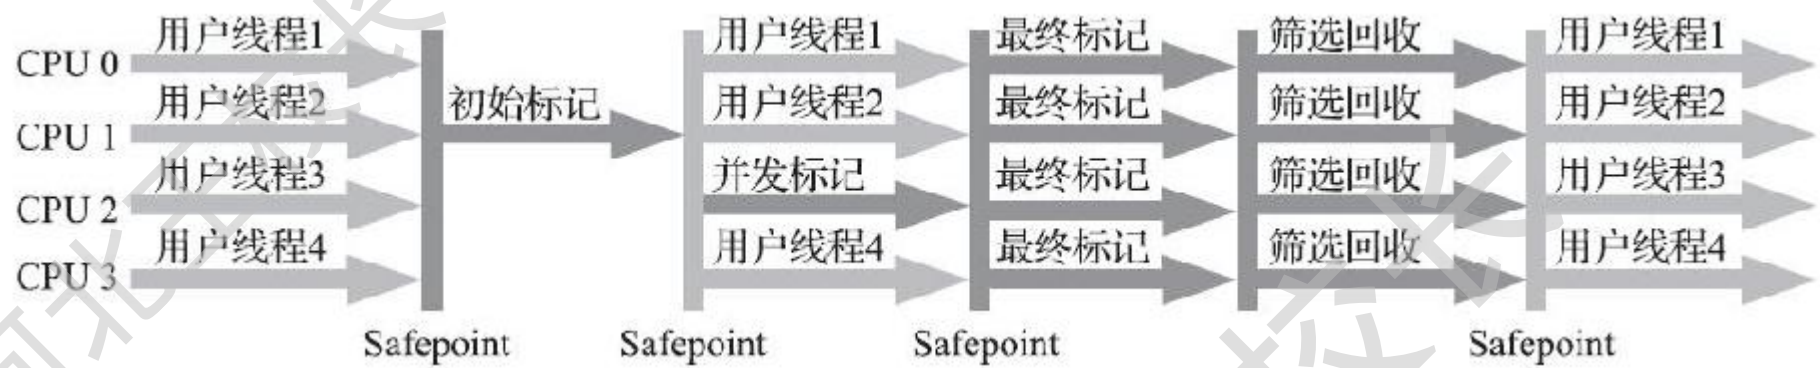 CPU 0 用户线程1 用户线程1 最终标记 筛选回收 用户线程1
CPU 1 用户线程2 初始标记 用户线程2 最终标记 筛选回收 用户线程2
CPU 2 用户线程3 并发标记 最终标记 筛选回收 用户线程3
CPU 3 用户线程4 用户线程4 最终标记 筛选回收 用户线程4
Safepoint Safepoint Safepoint Safepoint